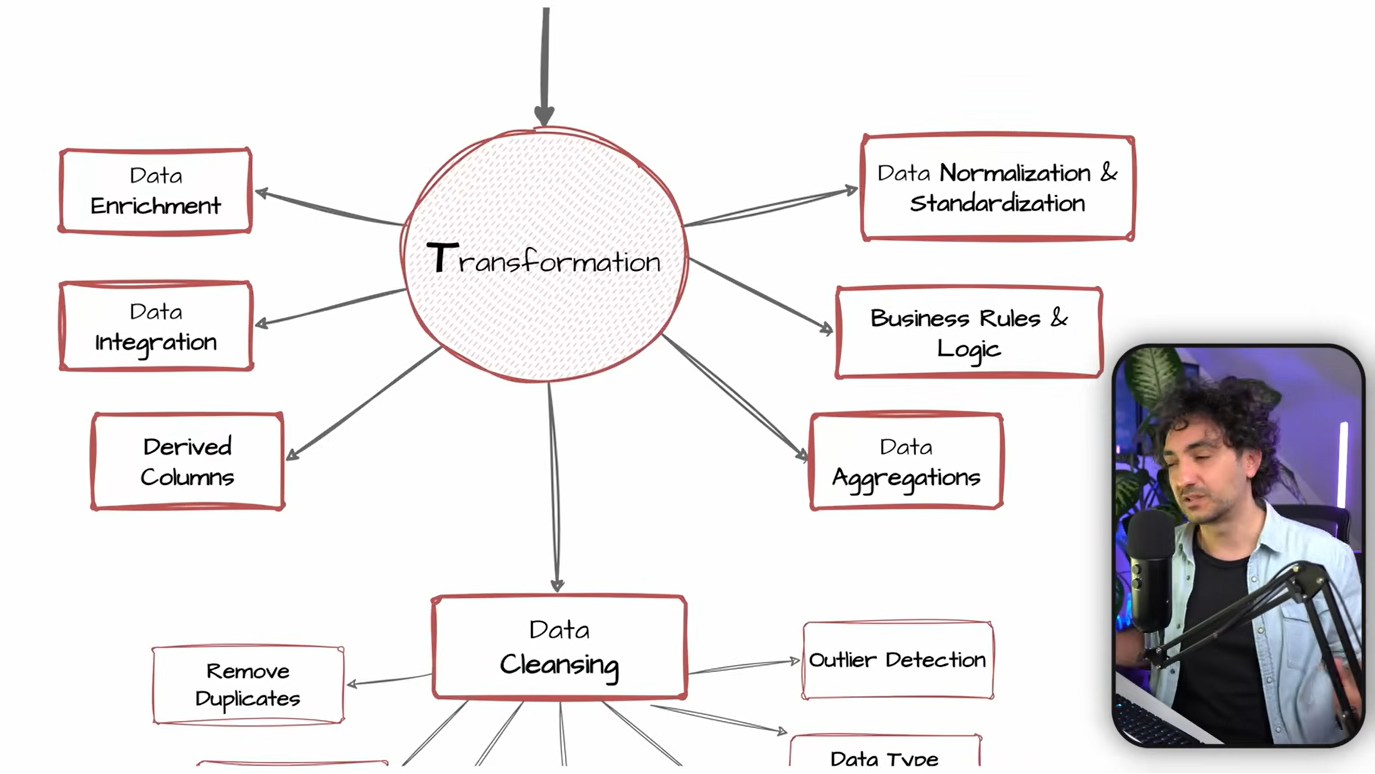 Data
Enrichment
Data Normalization &
Standardization
Transformation
Data
Integration
Business Rules &
Logic
Derived
Columns
Data
Aggregations
Data
Cleansing
Remove
Duplicates
Outlier Detection
Data Type